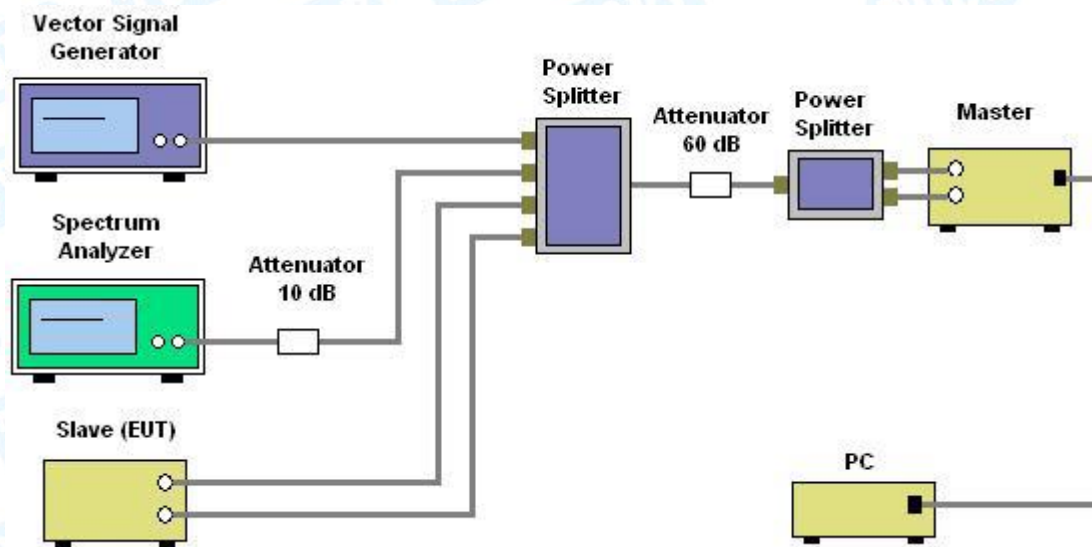 Vector Signal
Generator
Power
Splitter
Attenuator
60 dB
Power
Splitter
Master
Spectrum
Analyzer
Attenuator
10 dB
Slave (EUT)
PC